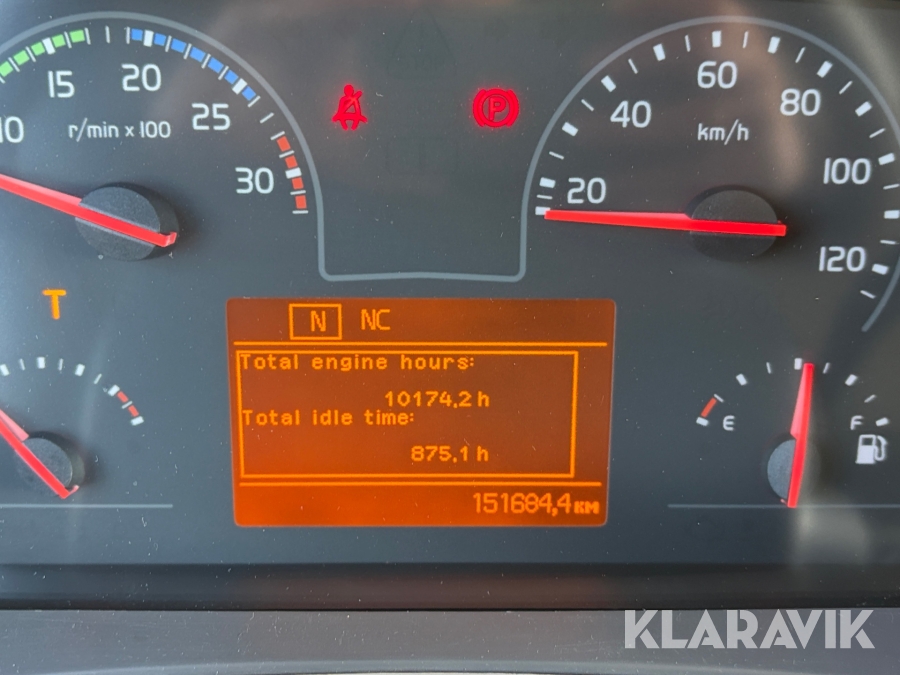 10 15 20 25 30
r/min x 100
20 40 60 80 100 120
km/h
P
T
N NC
Total engine hours:
10174,2 h
Total idle time:
875,1 h
151684,4 KM
E F
KLARAVIK